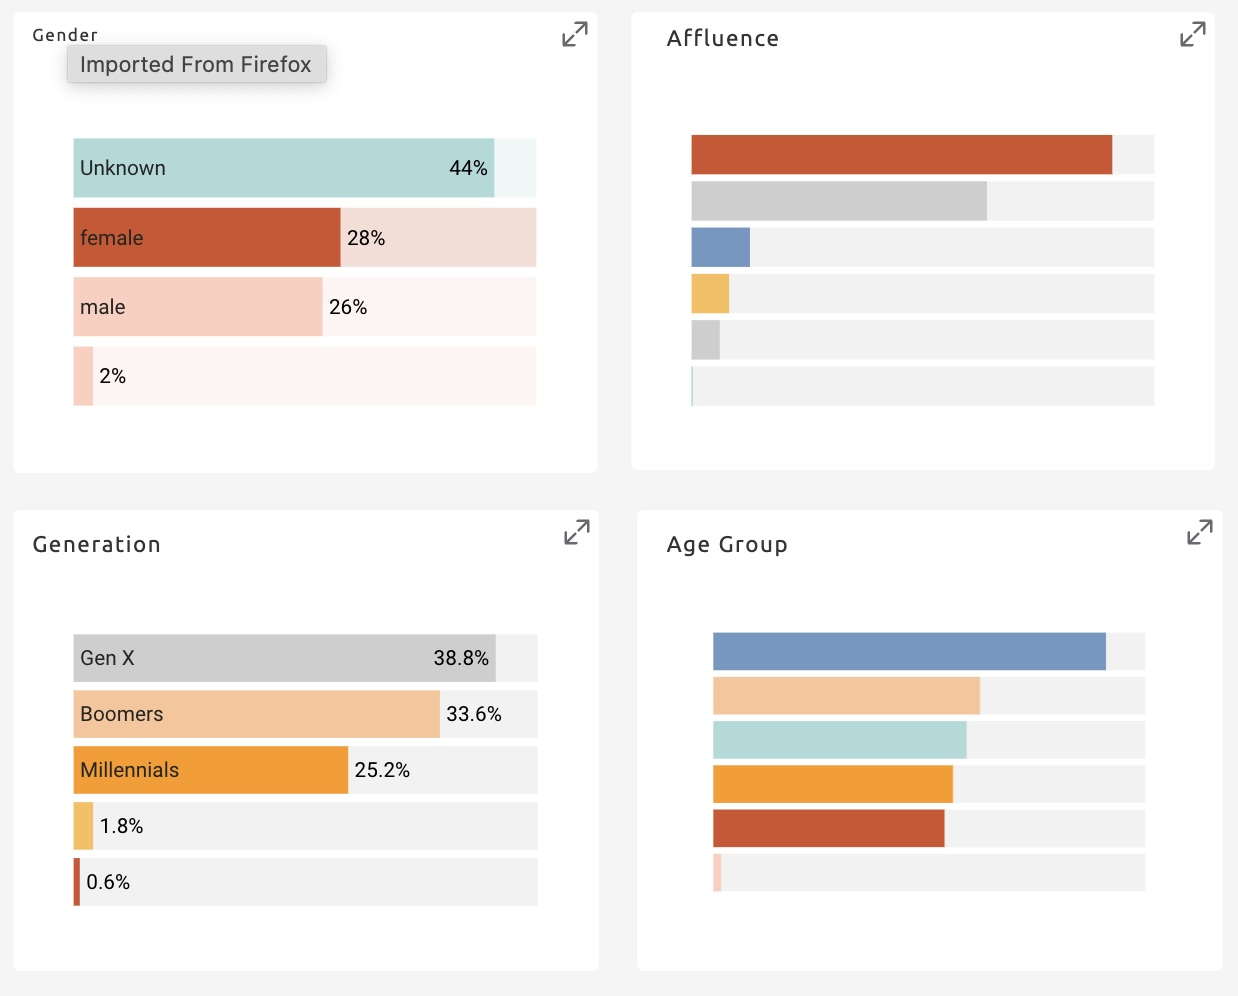 Gender
Imported From Firefox
Unknown 44%
female 28%
male 26%
2%
Affluence
Generation
Gen X 38.8%
Boomers 33.6%
Millennials 25.2%
1.8%
0.6%
Age Group